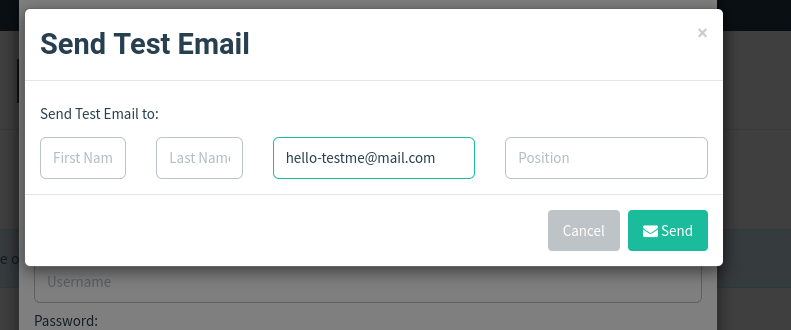 Send Test Email
×
Send Test Email to:
First Nam
Last Name
hello-testme@mail.com
Position
Cancel
Send
e o
Username
Password: